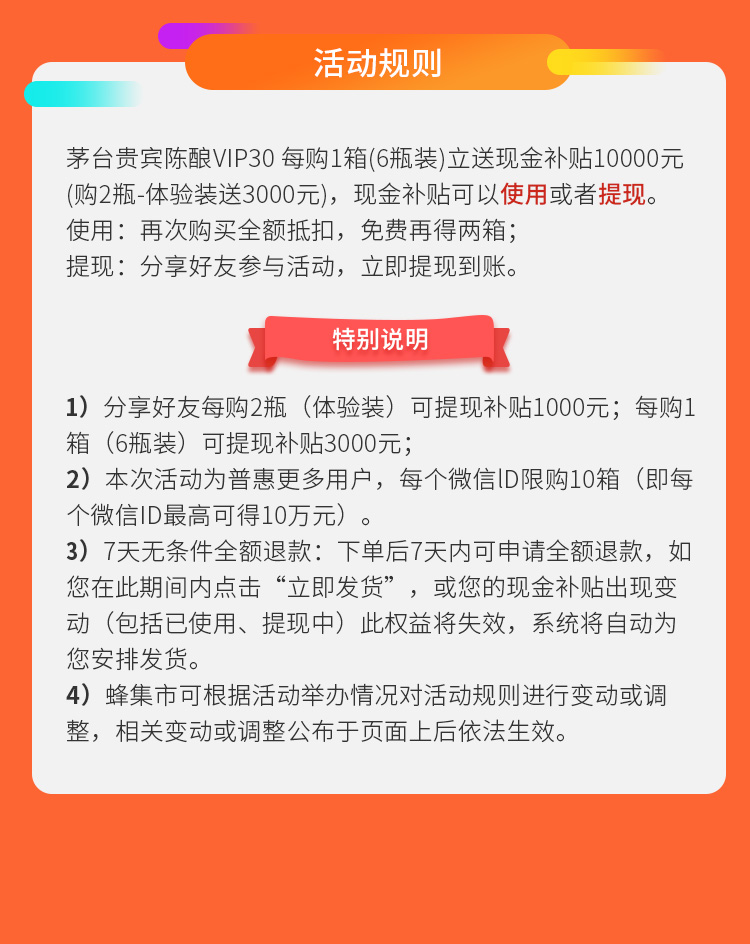 活动规则
茅台贵宾陈酿VIP30 每购1箱(6瓶装)立送现金补贴10000元
(购2瓶-体验装送3000元)，现金补贴可以使用或者提现。
使用：再次购买全额抵扣，免费再得两箱；
提现：分享好友参与活动，立即提现到账。
特别说明
1）分享好友每购2瓶（体验装）可提现补贴1000元；每购1
箱（6瓶装）可提现补贴3000元；
2）本次活动为普惠更多用户，每个微信lD限购10箱（即每
个微信ID最高可得10万元）。
3）7天无条件全额退款：下单后7天内可申请全额退款，如
您在此期间内点击“立即发货”，或您的现金补贴出现变
动（包括已使用、提现中）此权益将失效，系统将自动为
您安排发货。
4）蜂集市可根据活动举办情况对活动规则进行变动或调
整，相关变动或调整公布于页面上后依法生效。